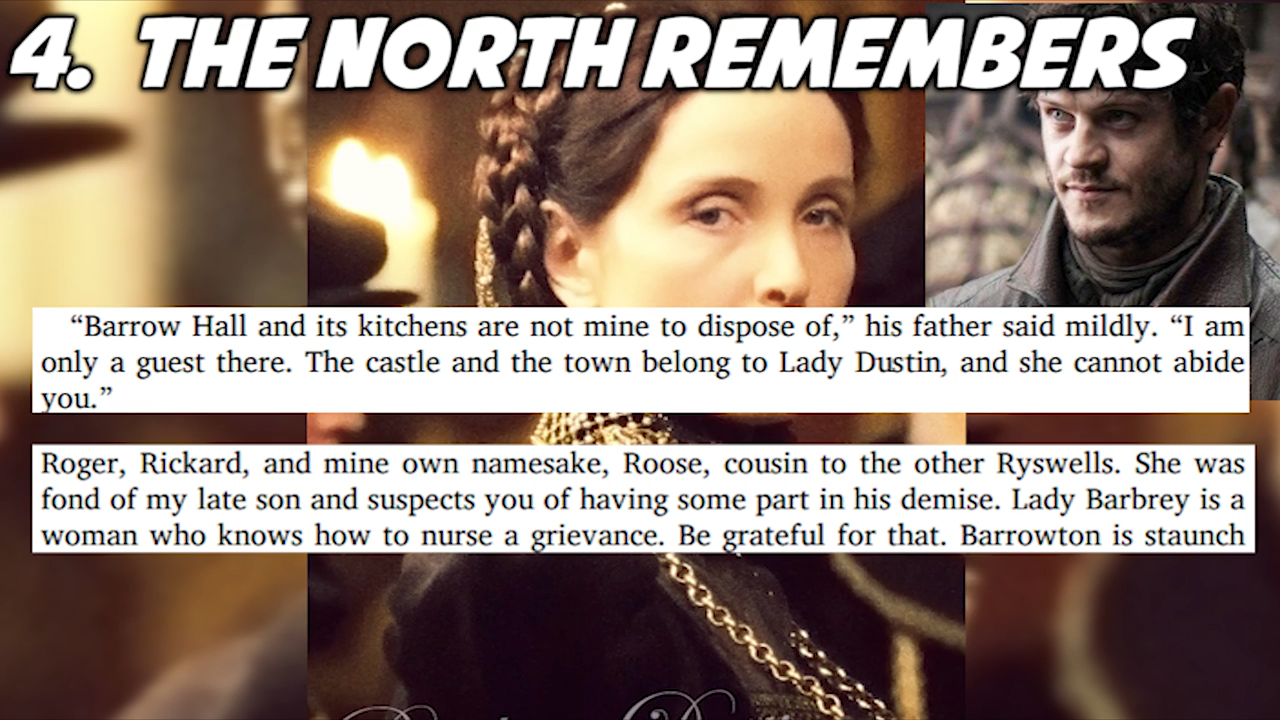 4. THE NORTH REMEMBERS
“Barrow Hall and its kitchens are not mine to dispose of,” his father said mildly. “I am
only a guest there. The castle and the town belong to Lady Dustin, and she cannot abide
you.”
Roger, Rickard, and mine own namesake, Roose, cousin to the other Ryswells. She was
fond of my late son and suspects you of having some part in his demise. Lady Barbrey is a
woman who knows how to nurse a grievance. Be grateful for that. Barrowton is staunch